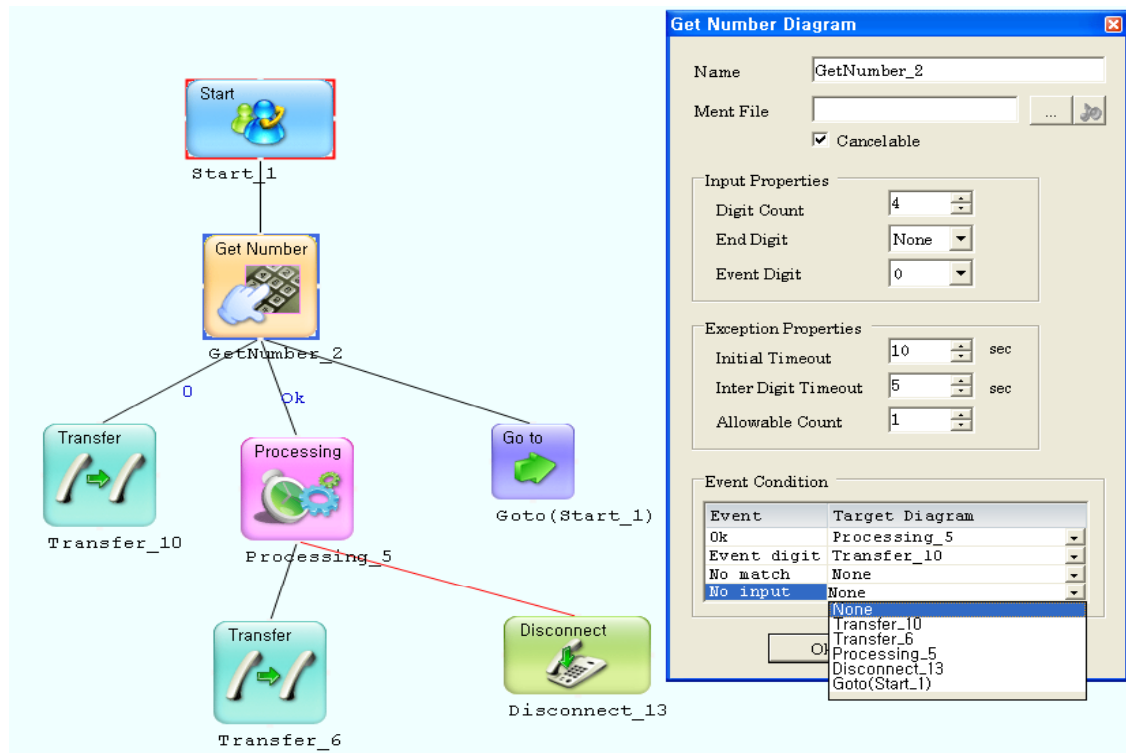 Start
Start_1
Get Number
GetNumber_2
0
Ok
Transfer
Transfer_10
Processing
Processing_5
Go to
Goto(Start_1)
Transfer
Transfer_6
Disconnect
Disconnect_13
Get Number Diagram
Name GetNumber_2
Ment File ...
Cancelable
Input Properties
Digit Count 4
End Digit None
Event Digit 0
Exception Properties
Initial Timeout 10 sec
Inter Digit Timeout 5 sec
Allowable Count 1
Event Condition
Event Target Diagram
Ok Processing_5
Event digit Transfer_10
No match None
No input None
None
Transfer_10
Transfer_6
Processing_5
Disconnect_13
Goto(Start_1)